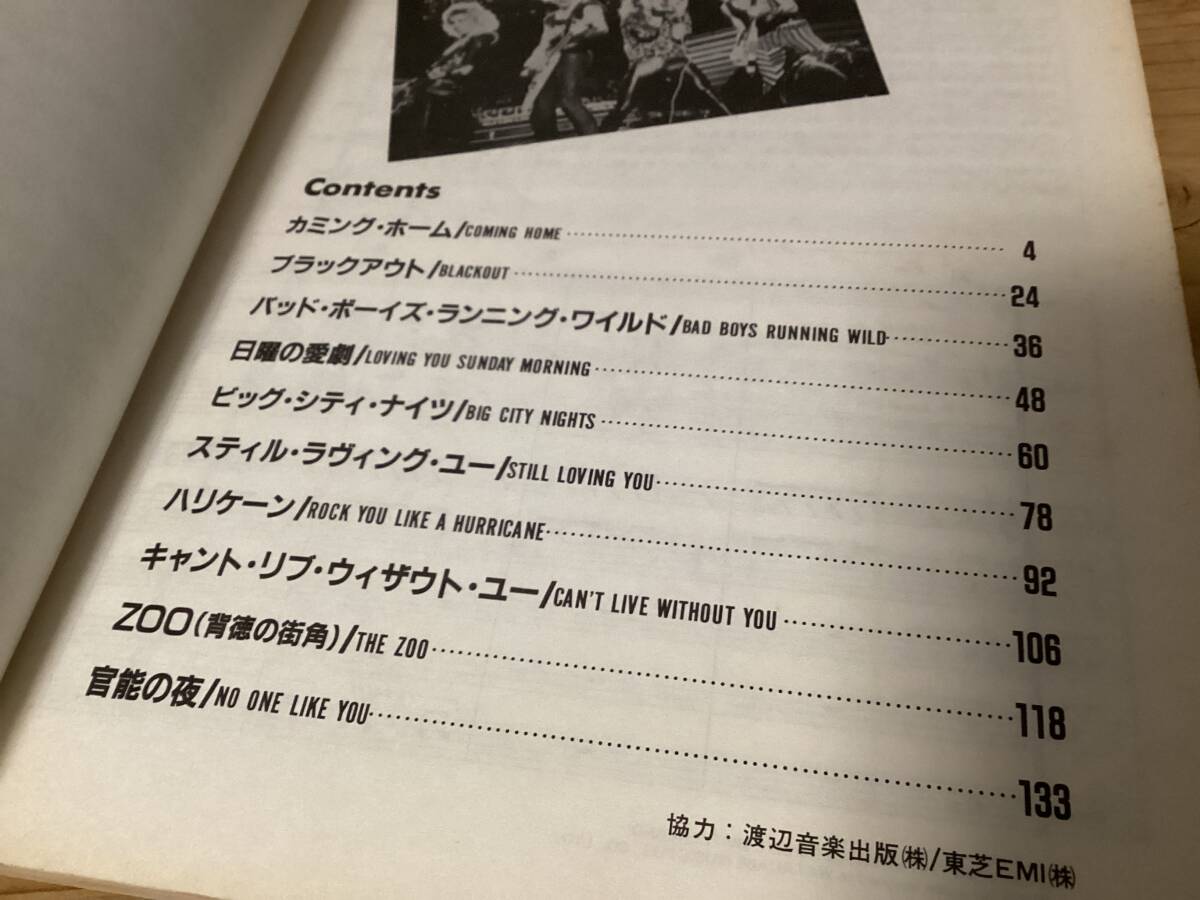 Contents
カミング・ホーム/COMING HOME 4
ブラックアウト/BLACKOUT 24
バッド・ボーイズ・ランニング・ワイルド/BAD BOYS RUNNING WILD 36
日曜の愛劇/LOVING YOU SUNDAY MORNING 48
ビッグ・シティ・ナイツ/BIG CITY NIGHTS 60
スティル・ラヴィング・ユー/STILL LOVING YOU 78
ハリケーン/ROCK YOU LIKE A HURRICANE 92
キャント・リブ・ウィザウト・ユー/CAN'T LIVE WITHOUT YOU 106
ZOO(背徳の街角)/THE ZOO 118
官能の夜/NO ONE LIKE YOU 133
協力：渡辺音楽出版㈱/東芝EMI㈱